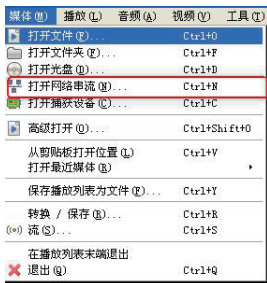 媒体(M) 播放(L) 音频(A) 视频(V) 工具(T)
打开文件(F)... Ctrl+O
打开文件夹(F)... Ctrl+F
打开光盘(D)... Ctrl+D
打开网络串流(N)... Ctrl+N
打开捕获设备(C)... Ctrl+C
高级打开(O)... Ctrl+Shift+O
从剪贴板打开位置(L) Ctrl+V
打开最近媒体(R)
保存播放列表为文件(F)... Ctrl+Y
转换 / 保存(R)... Ctrl+R
流(S)... Ctrl+S
在播放列表末端退出
退出(Q) Ctrl+Q